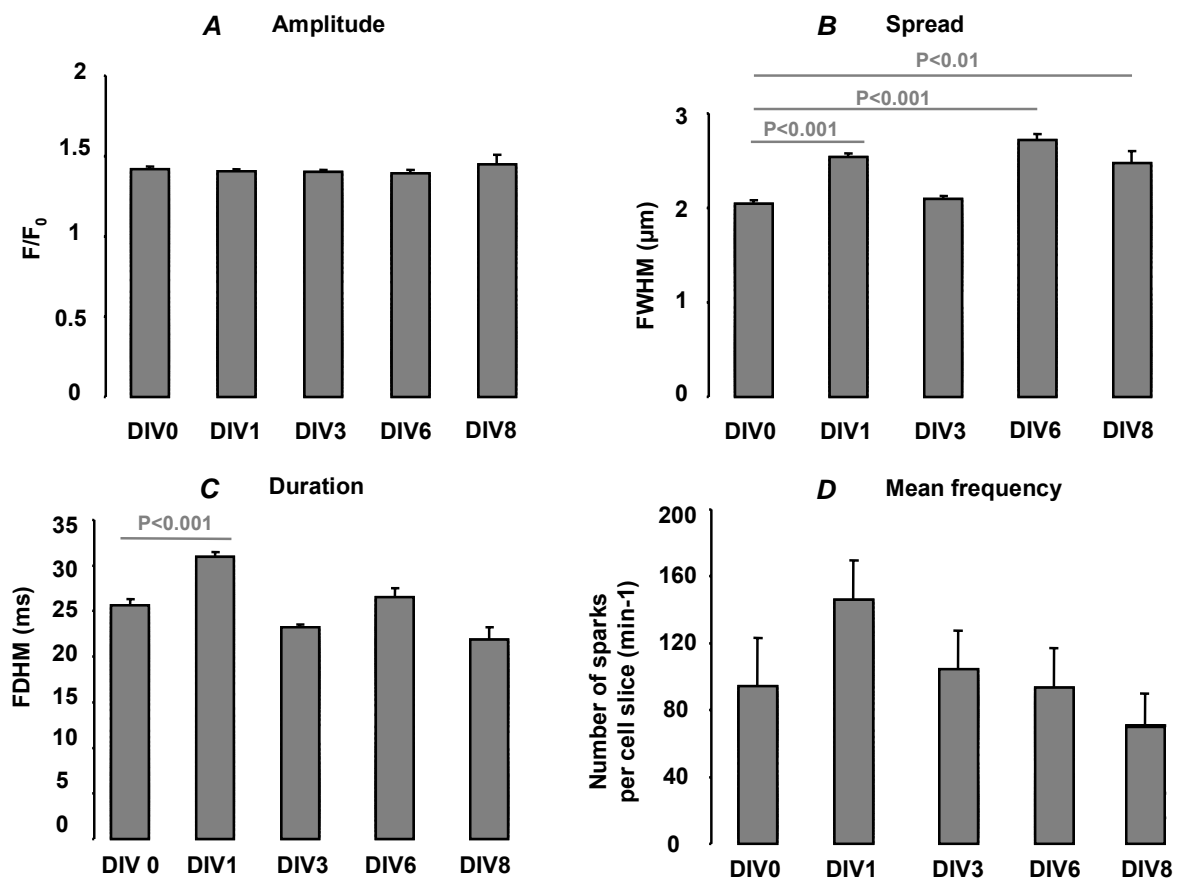 A Amplitude
2
1.5
1
0.5
0
F/F0
DIV0 DIV1 DIV3 DIV6 DIV8
B Spread
P<0.01
P<0.001
P<0.001
3
2
1
0
FWHM (µm)
DIV0 DIV1 DIV3 DIV6 DIV8
C Duration
P<0.001
35
30
25
20
15
10
5
0
FDHM (ms)
DIV 0 DIV1 DIV3 DIV6 DIV8
D Mean frequency
200
160
120
80
40
0
Number of sparks
per cell slice (min-1)
DIV0 DIV1 DIV3 DIV6 DIV8